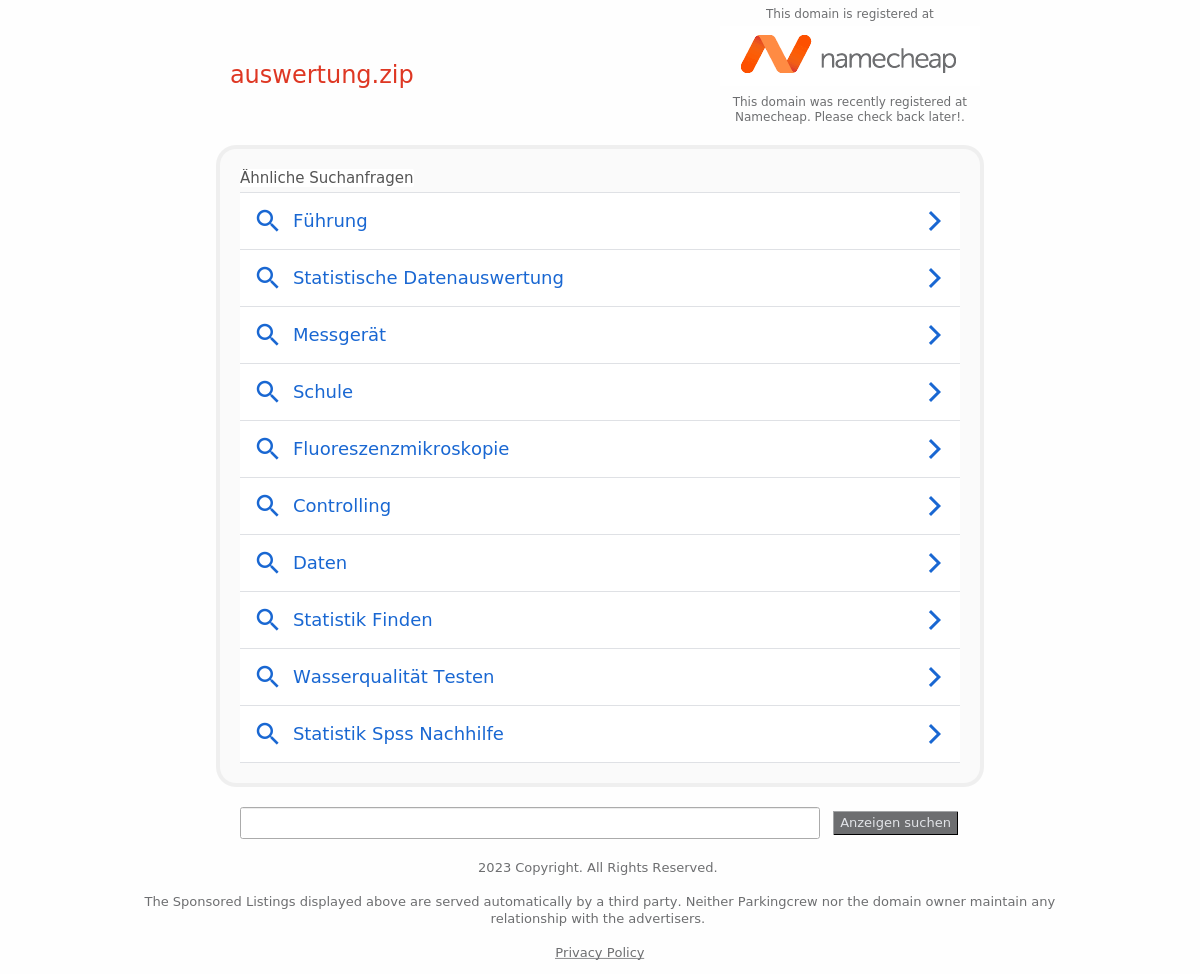 This domain is registered at
namecheap
auswertung.zip
This domain was recently registered at
Namecheap. Please check back later!.
Ähnliche Suchanfragen
Führung
Statistische Datenauswertung
Messgerät
Schule
Fluoreszenzmikroskopie
Controlling
Daten
Statistik Finden
Wasserqualität Testen
Statistik Spss Nachhilfe
Anzeigen suchen
2023 Copyright. All Rights Reserved.
The Sponsored Listings displayed above are served automatically by a third party. Neither Parkingcrew nor the domain owner maintain any
relationship with the advertisers.
Privacy Policy